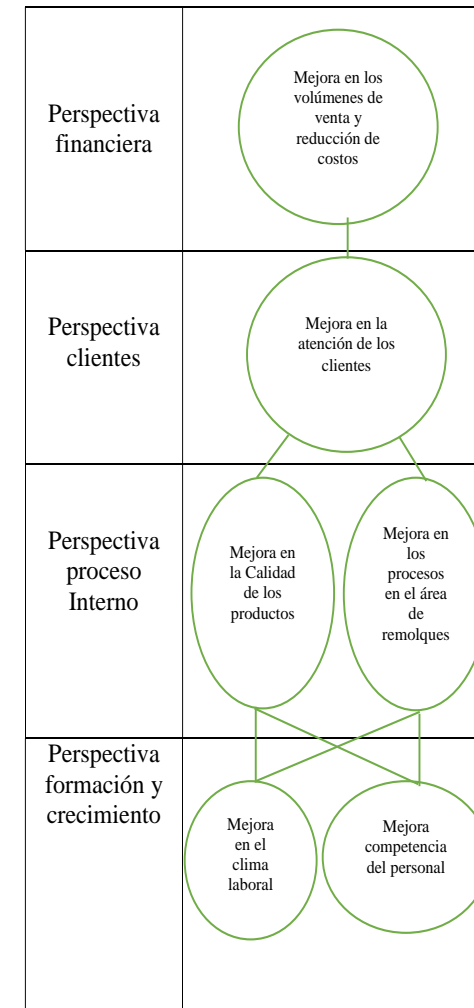 Perspectiva
financiera
Mejora en los
volúmenes de
venta y
reducción de
costos
Perspectiva
clientes
Mejora en la
atención de los
clientes
Perspectiva
proceso
Interno
Mejora en
la Calidad
de los
productos
Mejora en
los
procesos
en el área
de
remolques
Perspectiva
formación y
crecimiento
Mejora
en el
clima
laboral
Mejora
competencia
del personal